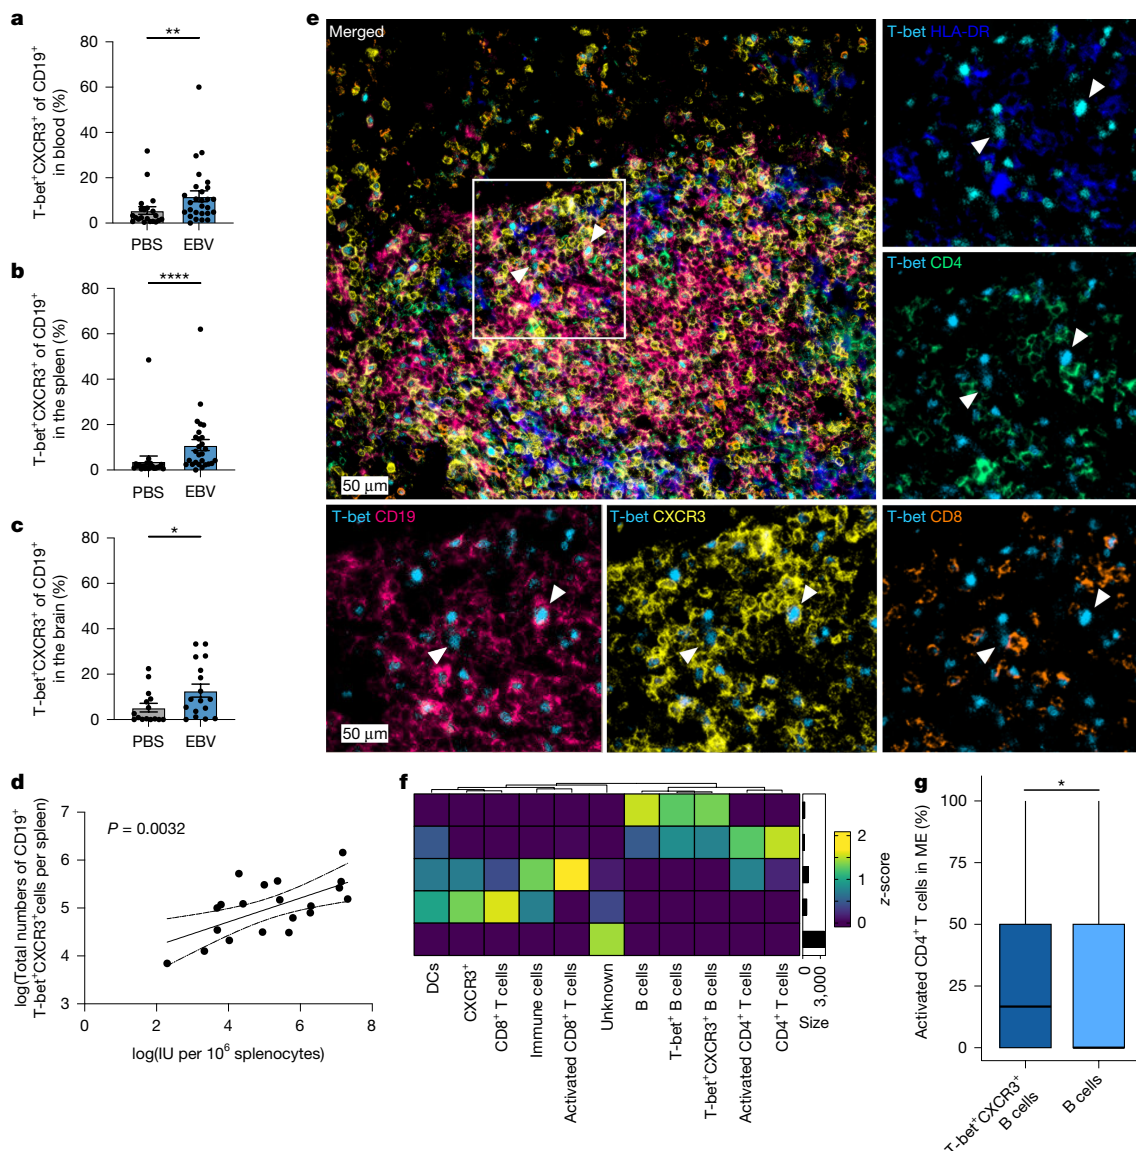 a
T-bet⁺CXCR3⁺ of CD19⁺
in blood (%)
80
60
40
20
0
**
PBS
EBV
b
T-bet⁺CXCR3⁺ of CD19⁺
in the spleen (%)
80
60
40
20
0
****
PBS
EBV
c
T-bet⁺CXCR3⁺ of CD19⁺
in the brain (%)
80
60
40
20
0
*
PBS
EBV
d
log(Total numbers of CD19⁺
T-bet⁺CXCR3⁺cells per spleen)
7
6
5
4
3
P = 0.0032
0
2
4
6
8
log(IU per 10⁶ splenocytes)
e
Merged
50 μm
T-bet HLA-DR
T-bet CD4
T-bet CD19
50 μm
T-bet CXCR3
T-bet CD8
f
DCs
CXCR3⁺
CD8⁺ T cells
Immune cells
Activated CD8⁺ T cells
Unknown
B cells
T-bet⁺ B cells
T-bet⁺CXCR3⁺ B cells
Activated CD4⁺ T cells
CD4⁺ T cells
0
3,000
Size
2
1
0
z-score
g
Activated CD4⁺ T cells in ME (%)
100
75
50
25
0
*
T-bet⁺CXCR3⁺
B cells
B cells